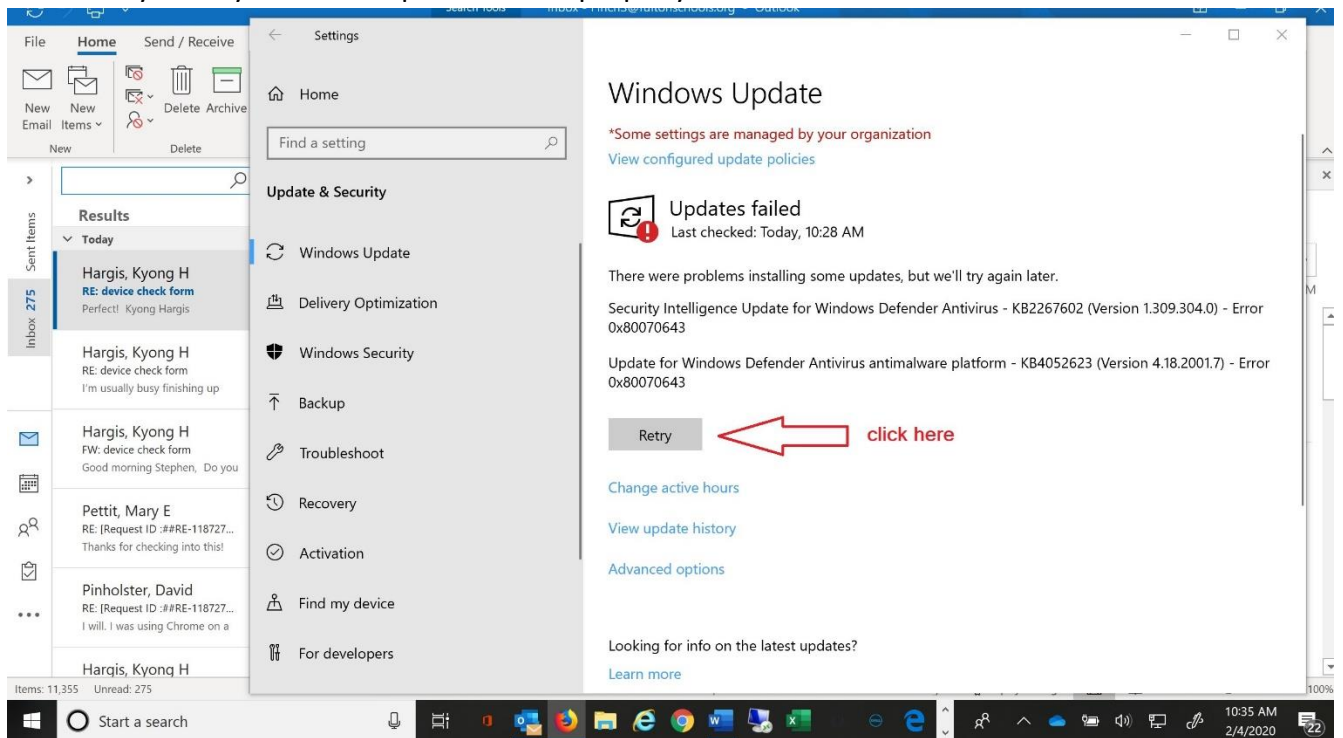 File Home Send / Receive
New Email
New Items
Delete Archive
New Delete
Results
Today
Hargis, Kyong H
RE: device check form
Perfect! Kyong Hargis
Hargis, Kyong H
RE: device check form
I'm usually busy finishing up
Hargis, Kyong H
FW: device check form
Good morning Stephen, Do you
Pettit, Mary E
RE: [Request ID :##RE-118727...
Thanks for checking into this!
Pinholster, David
RE: [Request ID :##RE-118727...
I will. I was using Chrome on a
Hargis, Kyong H
Sent Items
Inbox 275
Items: 11,355 Unread: 275
Settings
Home
Find a setting
Update & Security
Windows Update
Delivery Optimization
Windows Security
Backup
Troubleshoot
Recovery
Activation
Find my device
For developers
Windows Update
*Some settings are managed by your organization
View configured update policies
Updates failed
Last checked: Today, 10:28 AM
There were problems installing some updates, but we'll try again later.
Security Intelligence Update for Windows Defender Antivirus - KB2267602 (Version 1.309.304.0) - Error
0x80070643
Update for Windows Defender Antivirus antimalware platform - KB4052623 (Version 4.18.2001.7) - Error
0x80070643
Retry click here
Change active hours
View update history
Advanced options
Looking for info on the latest updates?
Learn more
100%
Start a search
10:35 AM
2/4/2020
22